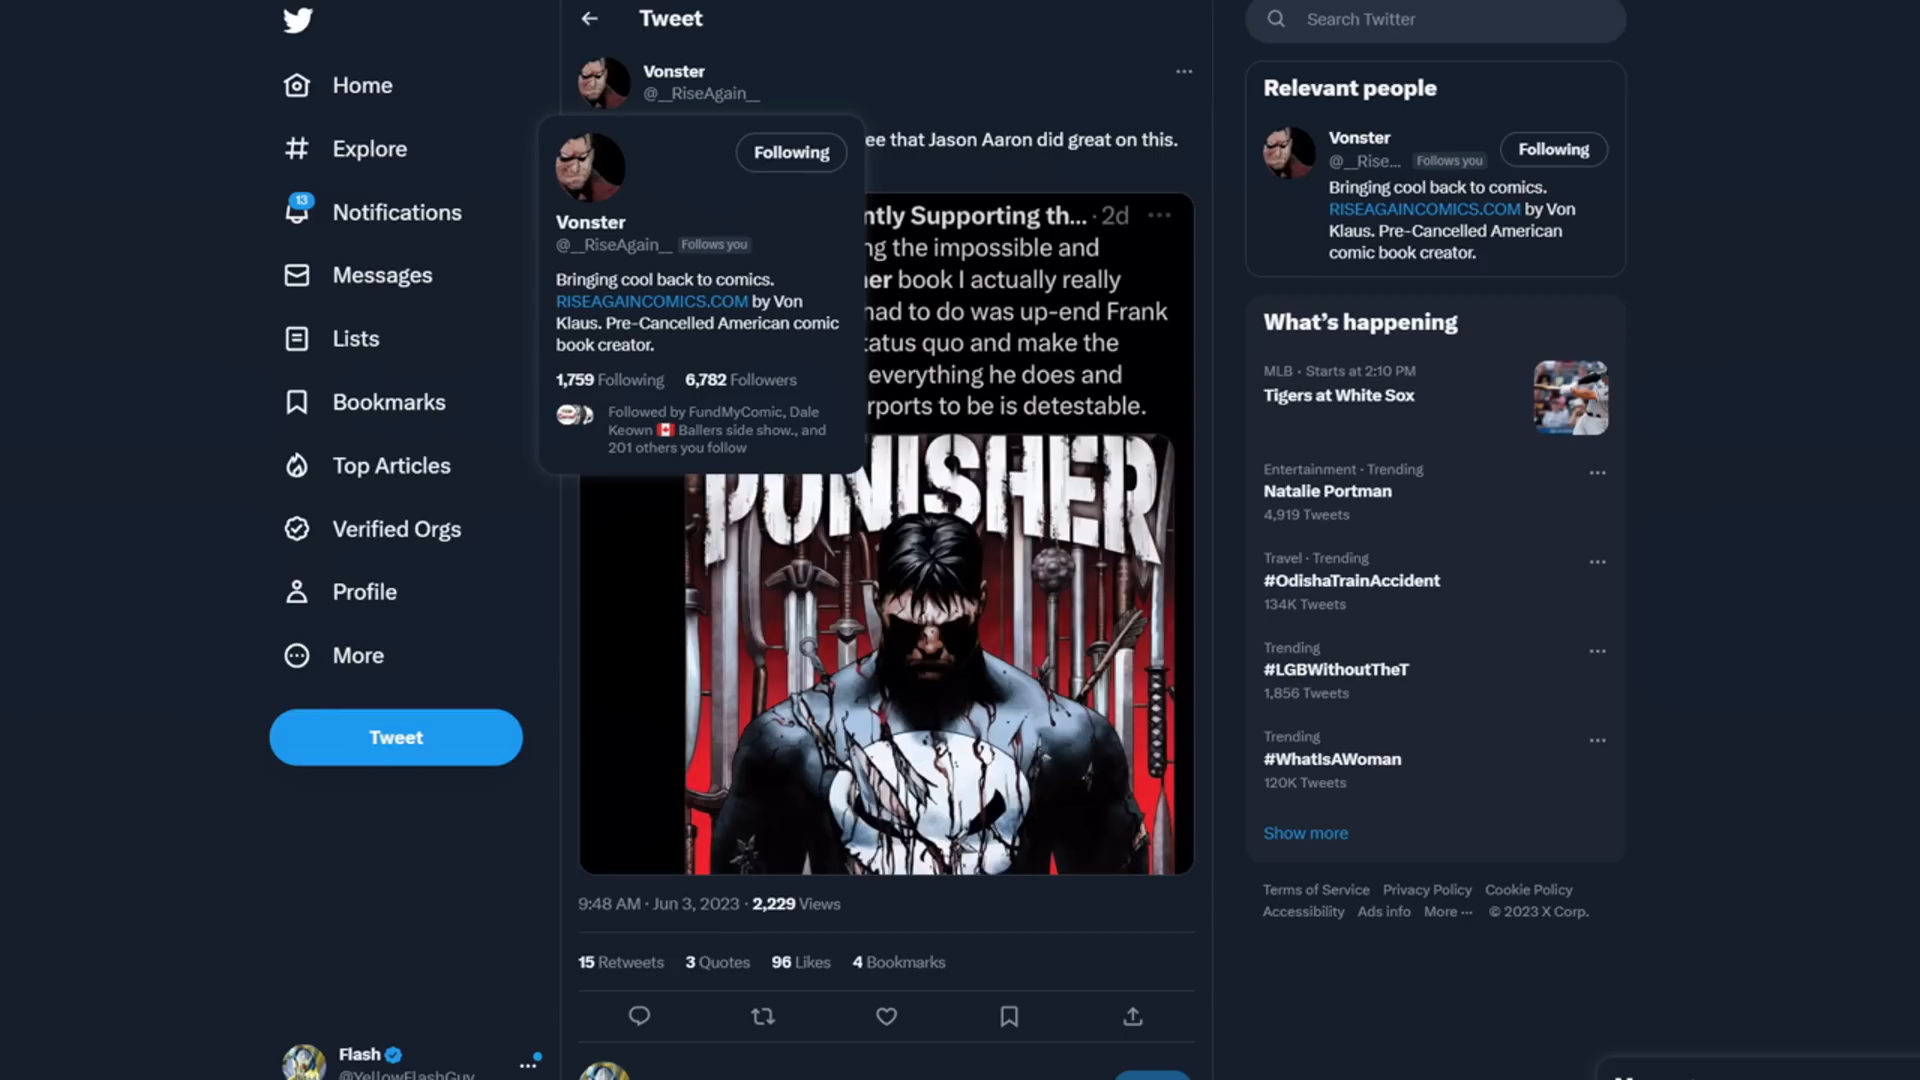 Home
Explore
13
Notifications
Messages
Lists
Bookmarks
Top Articles
Verified Orgs
Profile
More
Tweet
Flash
@YellowFlashGuy
Tweet
Vonster
@__RiseAgain__
ee that Jason Aaron did great on this.
Following
Vonster
@__RiseAgain__ Follows you
Bringing cool back to comics.
RISEAGAINCOMICS.COM by Von
Klaus. Pre-Cancelled American comic
book creator.
1,759 Following 6,782 Followers
Followed by FundMyComic, Dale
Keown 🇨🇦 Ballers side show., and
201 others you follow
ntly Supporting th... · 2d
ng the impossible and
er book I actually really
had to do was up-end Frank
tatus quo and make the
everything he does and
rports to be is detestable.
PUNISHER
9:48 AM · Jun 3, 2023 · 2,229 Views
15 Retweets 3 Quotes 96 Likes 4 Bookmarks
Search Twitter
Relevant people
Vonster
@__Rise... Follows you
Following
Bringing cool back to comics.
RISEAGAINCOMICS.COM by Von
Klaus. Pre-Cancelled American
comic book creator.
What's happening
MLB · Starts at 2:10 PM
Tigers at White Sox
Entertainment · Trending
Natalie Portman
4,919 Tweets
Travel · Trending
#OdishaTrainAccident
134K Tweets
Trending
#LGBWithoutTheT
1,856 Tweets
Trending
#WhatIsAWoman
120K Tweets
Show more
Terms of Service Privacy Policy Cookie Policy
Accessibility Ads info More ··· © 2023 X Corp.